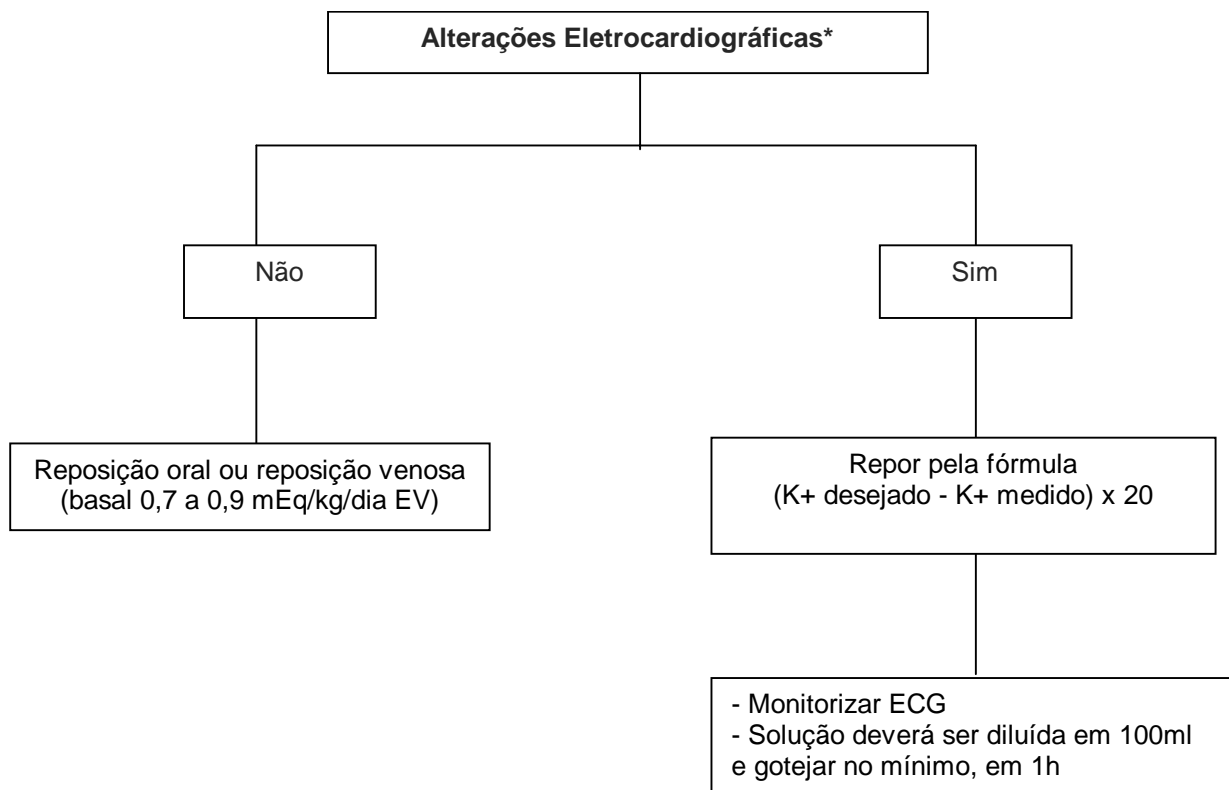 Alterações Eletrocardiográficas*
Não
Sim
Reposição oral ou reposição venosa
(basal 0,7 a 0,9 mEq/kg/dia EV)
Repor pela fórmula
(K+ desejado - K+ medido) x 20
- Monitorizar ECG
- Solução deverá ser diluída em 100ml
e gotejar no mínimo, em 1h